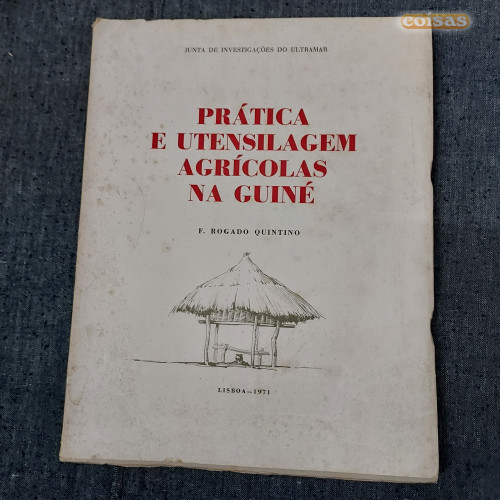 coisas
JUNTA DE INVESTIGAÇÕES DO ULTRAMAR
PRÁTICA
E UTENSILAGEM
AGRÍCOLAS
NA GUINÉ
F. ROGADO QUINTINO
LISBOA—1971